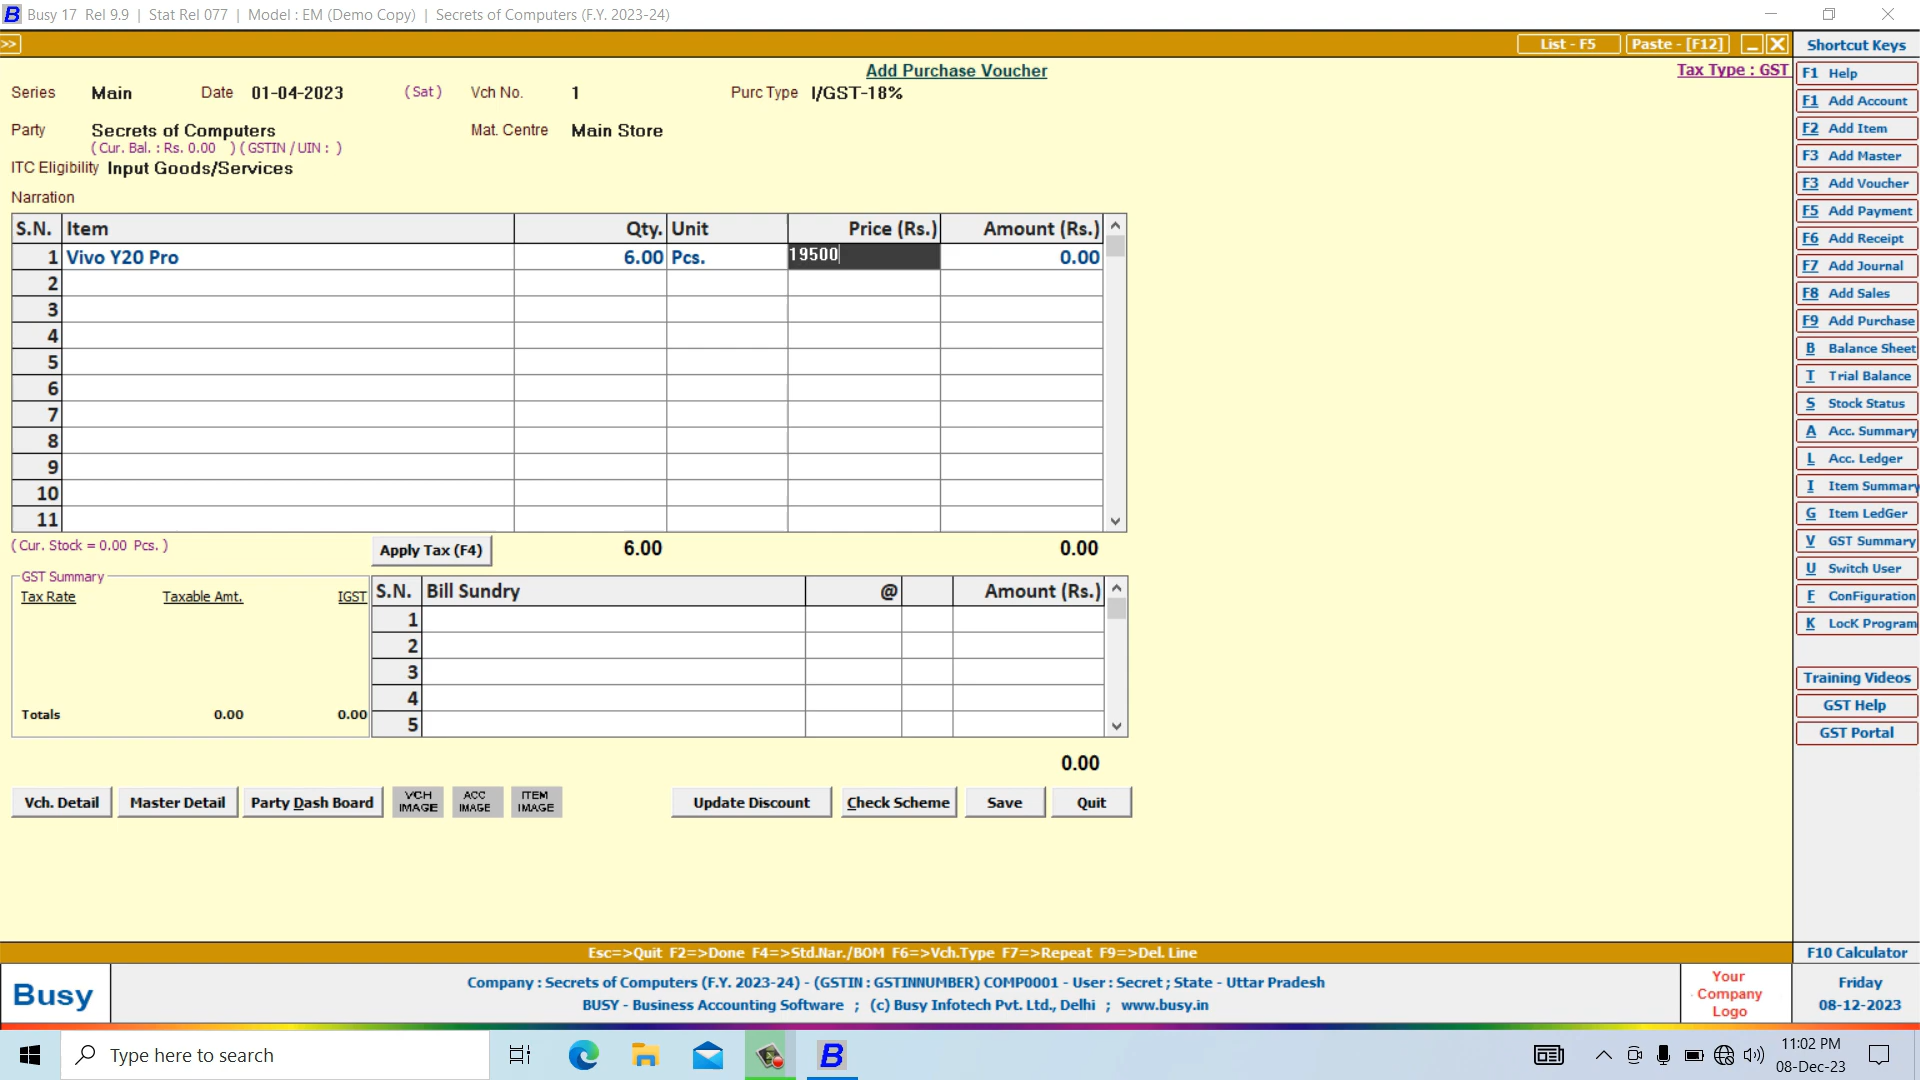 Busy 17 Rel 9.9 | Stat Rel 077 | Model : EM (Demo Copy) | Secrets of Computers (F.Y. 2023-24)
>> List - F5 Paste - [F12] Shortcut Keys
Add Purchase Voucher Tax Type : GST
Series Main Date 01-04-2023 ( Sat ) Vch No. 1 Purc Type I/GST-18%
Party Secrets of Computers Mat. Centre Main Store
( Cur. Bal. : Rs. 0.00 ) ( GSTIN / UIN : )
ITC Eligibility Input Goods/Services
Narration
S.N. Item Qty. Unit Price (Rs.) Amount (Rs.)
1 Vivo Y20 Pro 6.00 Pcs. 19500 0.00
2
3
4
5
6
7
8
9
10
11
( Cur. Stock = 0.00 Pcs. ) Apply Tax (F4) 6.00 0.00
GST Summary
Tax Rate Taxable Amt. IGST
Totals 0.00 0.00
S.N. Bill Sundry @ Amount (Rs.)
1
2
3
4
5
0.00
Vch. Detail Master Detail Party Dash Board VCH IMAGE ACC IMAGE ITEM IMAGE Update Discount Check Scheme Save Quit
F1 Help
F1 Add Account
F2 Add Item
F3 Add Master
F3 Add Voucher
F5 Add Payment
F6 Add Receipt
F7 Add Journal
F8 Add Sales
F9 Add Purchase
B Balance Sheet
T Trial Balance
S Stock Status
A Acc. Summary
L Acc. Ledger
I Item Summary
G Item LedGer
V GST Summary
U Switch User
F ConFiguration
K LocK Program
Training Videos
GST Help
GST Portal
Esc=>Quit F2=>Done F4=>Std.Nar./BOM F6=>Vch.Type F7=>Repeat F9=>Del. Line
F10 Calculator
Busy
Company : Secrets of Computers (F.Y. 2023-24) - (GSTIN : GSTINNUMBER) COMP0001 - User : Secret ; State - Uttar Pradesh
BUSY - Business Accounting Software ; (c) Busy Infotech Pvt. Ltd., Delhi ; www.busy.in
Your
Company
Logo
Friday
08-12-2023
Type here to search
B
11:02 PM
08-Dec-23